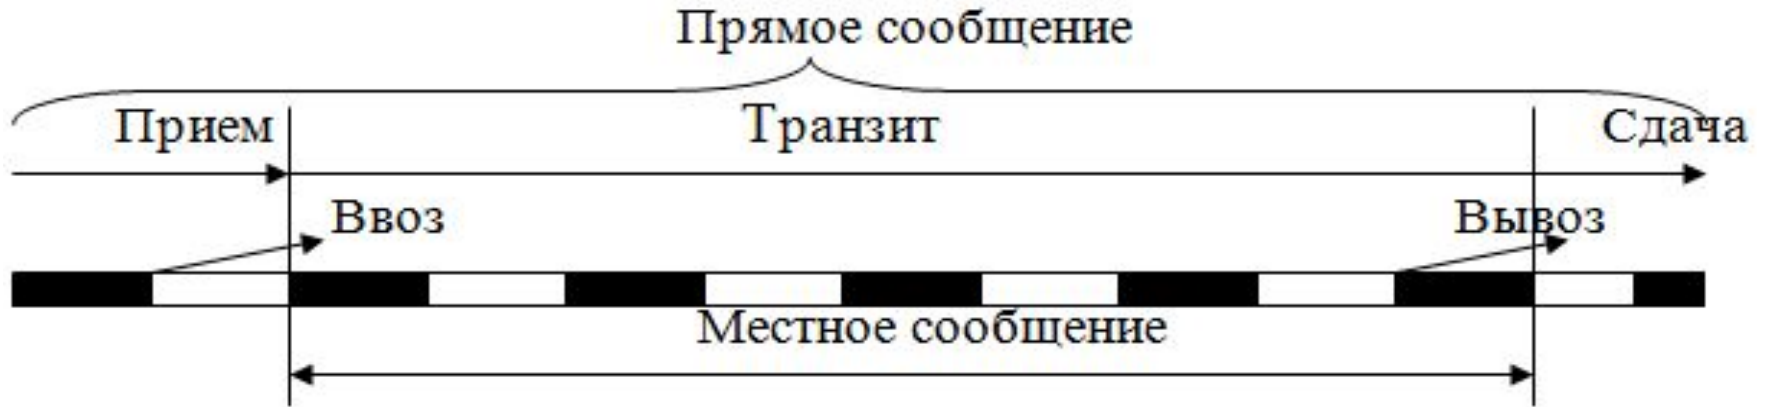 Прямое сообщение
Прием Транзит Сдача
Ввоз Вывоз
Местное сообщение